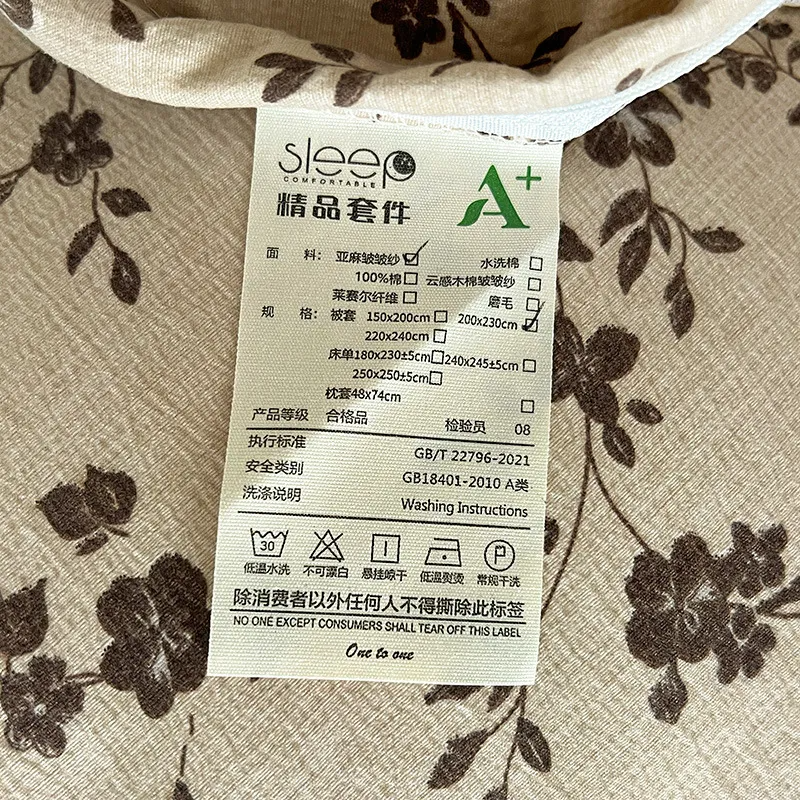 sleep
COMFORTABLE
A+
精品套件
面 料: 亚麻皱皱纱 水洗棉
100%棉 云感木棉皱皱纱
莱赛尔纤维 磨毛
规 格: 被套 150x200cm 200x230cm
220x240cm
床单180x230±5cm 240x245±5cm
250x250±5cm
枕套48x74cm
产品等级 合格品 检验员 08
执行标准 GB/T 22796-2021
安全类别 GB18401-2010 A类
洗涤说明 Washing Instructions
30 P
低温水洗 不可漂白 悬挂晾干 低温熨烫 常规干洗
除消费者以外任何人不得撕除此标签
NO ONE EXCEPT CONSUMERS SHALL TEAR OFF THIS LABEL
One to one